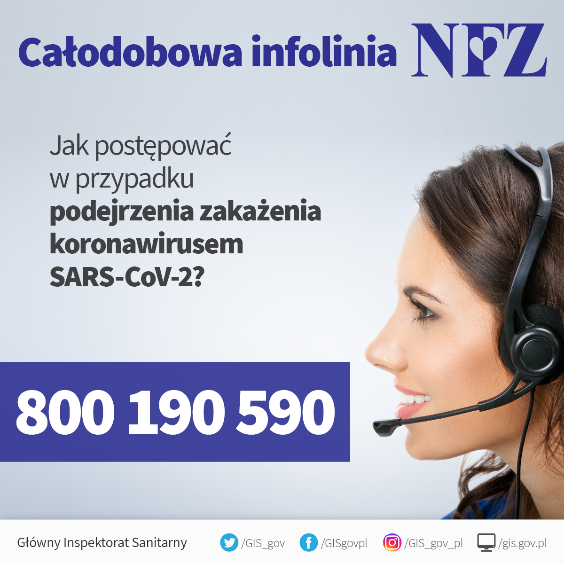 Całodobowa infolinia NFZ
Jak postępować
w przypadku
podejrzenia zakażenia
koronawirusem
SARS-CoV-2?
800 190 590
Główny Inspektorat Sanitarny /GIS_gov /GISgovpl /GIS_gov_pl /gis.gov.pl